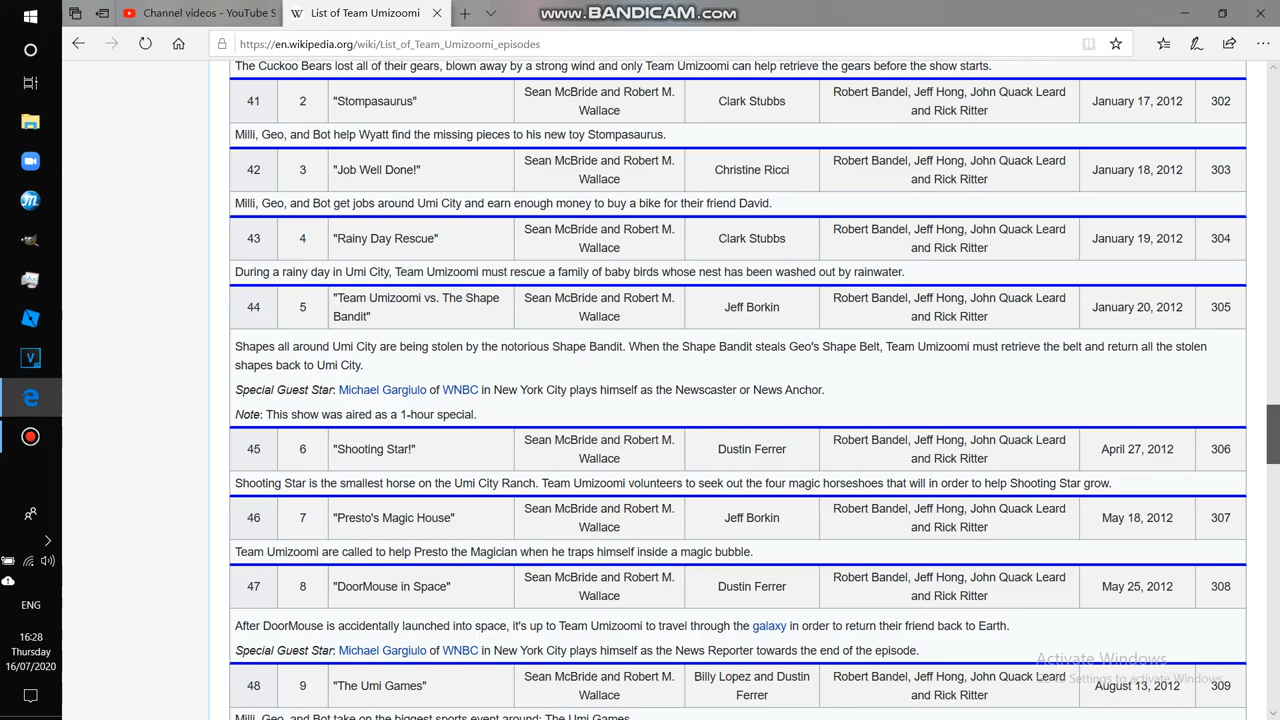 Channel videos - YouTube S
List of Team Umizoomi
www.BANDICAM.com
https://en.wikipedia.org/wiki/List_of_Team_Umizoomi_episodes
The Cuckoo Bears lost all of their gears, blown away by a strong wind and only Team Umizoomi can help retrieve the gears before the show starts.
41 2 "Stompasaurus" Sean McBride and Robert M. Wallace Clark Stubbs Robert Bandel, Jeff Hong, John Quack Leard and Rick Ritter January 17, 2012 302
Milli, Geo, and Bot help Wyatt find the missing pieces to his new toy Stompasaurus.
42 3 "Job Well Done!" Sean McBride and Robert M. Wallace Christine Ricci Robert Bandel, Jeff Hong, John Quack Leard and Rick Ritter January 18, 2012 303
Milli, Geo, and Bot get jobs around Umi City and earn enough money to buy a bike for their friend David.
43 4 "Rainy Day Rescue" Sean McBride and Robert M. Wallace Clark Stubbs Robert Bandel, Jeff Hong, John Quack Leard and Rick Ritter January 19, 2012 304
During a rainy day in Umi City, Team Umizoomi must rescue a family of baby birds whose nest has been washed out by rainwater.
44 5 "Team Umizoomi vs. The Shape Bandit" Sean McBride and Robert M. Wallace Jeff Borkin Robert Bandel, Jeff Hong, John Quack Leard and Rick Ritter January 20, 2012 305
Shapes all around Umi City are being stolen by the notorious Shape Bandit. When the Shape Bandit steals Geo's Shape Belt, Team Umizoomi must retrieve the belt and return all the stolen
shapes back to Umi City.
Special Guest Star: Michael Gargiulo of WNBC in New York City plays himself as the Newscaster or News Anchor.
Note: This show was aired as a 1-hour special.
45 6 "Shooting Star!" Sean McBride and Robert M. Wallace Dustin Ferrer Robert Bandel, Jeff Hong, John Quack Leard and Rick Ritter April 27, 2012 306
Shooting Star is the smallest horse on the Umi City Ranch. Team Umizoomi volunteers to seek out the four magic horseshoes that will in order to help Shooting Star grow.
46 7 "Presto's Magic House" Sean McBride and Robert M. Wallace Jeff Borkin Robert Bandel, Jeff Hong, John Quack Leard and Rick Ritter May 18, 2012 307
Team Umizoomi are called to help Presto the Magician when he traps himself inside a magic bubble.
47 8 "DoorMouse in Space" Sean McBride and Robert M. Wallace Dustin Ferrer Robert Bandel, Jeff Hong, John Quack Leard and Rick Ritter May 25, 2012 308
After DoorMouse is accidentally launched into space, it's up to Team Umizoomi to travel through the galaxy in order to return their friend back to Earth.
Special Guest Star: Michael Gargiulo of WNBC in New York City plays himself as the News Reporter towards the end of the episode.
48 9 "The Umi Games" Sean McBride and Robert M. Wallace Billy Lopez and Dustin Ferrer Robert Bandel, Jeff Hong, John Quack Leard and Rick Ritter August 13, 2012 309
Milli, Geo, and Bot take on the biggest sports event around: The Umi Games.
Activate Windows
Go to Settings to activate Windows.
ENG
16:28
Thursday
16/07/2020